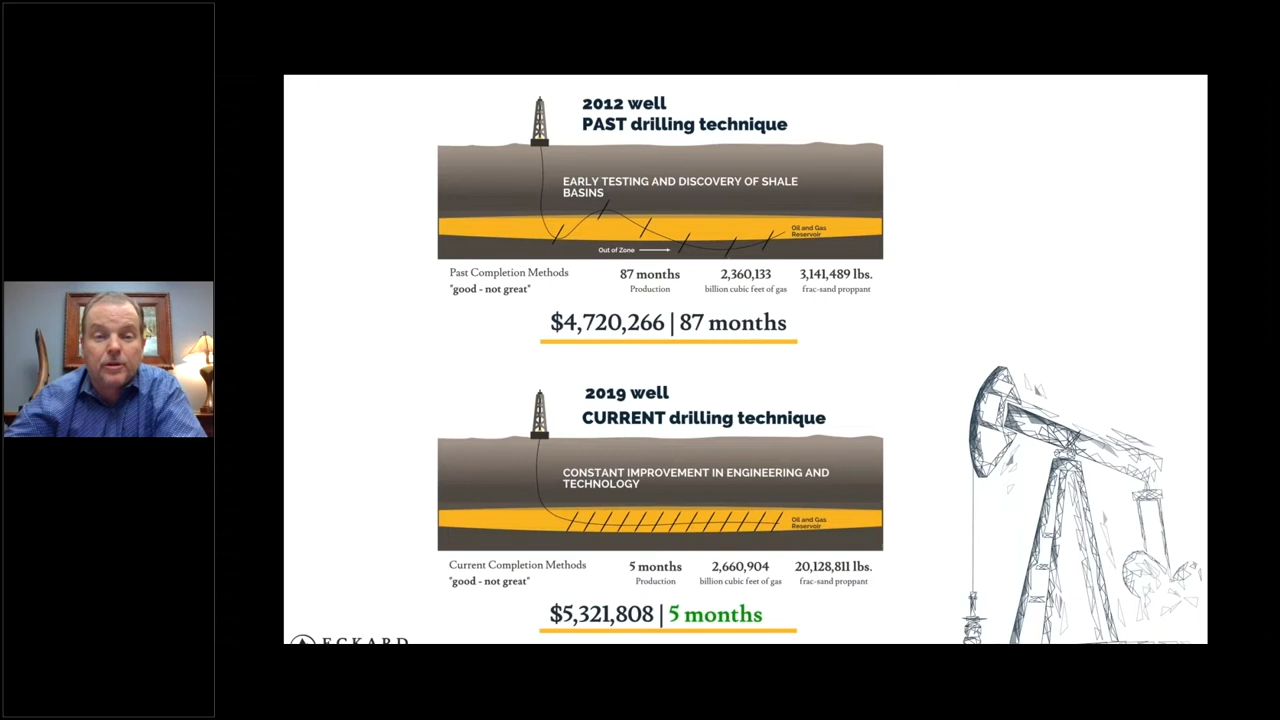 2012 well
PAST drilling technique
EARLY TESTING AND DISCOVERY OF SHALE
BASINS
Oil and Gas
Reservoir
Out of Zone
Past Completion Methods
"good - not great"
87 months
Production
2,360,133
billion cubic feet of gas
3,141,489 lbs.
frac-sand proppant
$4,720,266 | 87 months
2019 well
CURRENT drilling technique
CONSTANT IMPROVEMENT IN ENGINEERING AND
TECHNOLOGY
Oil and Gas
Reservoir
Current Completion Methods
"good - not great"
5 months
Production
2,660,904
billion cubic feet of gas
20,128,811 lbs.
frac-sand proppant
$5,321,808 | 5 months
ECKARD